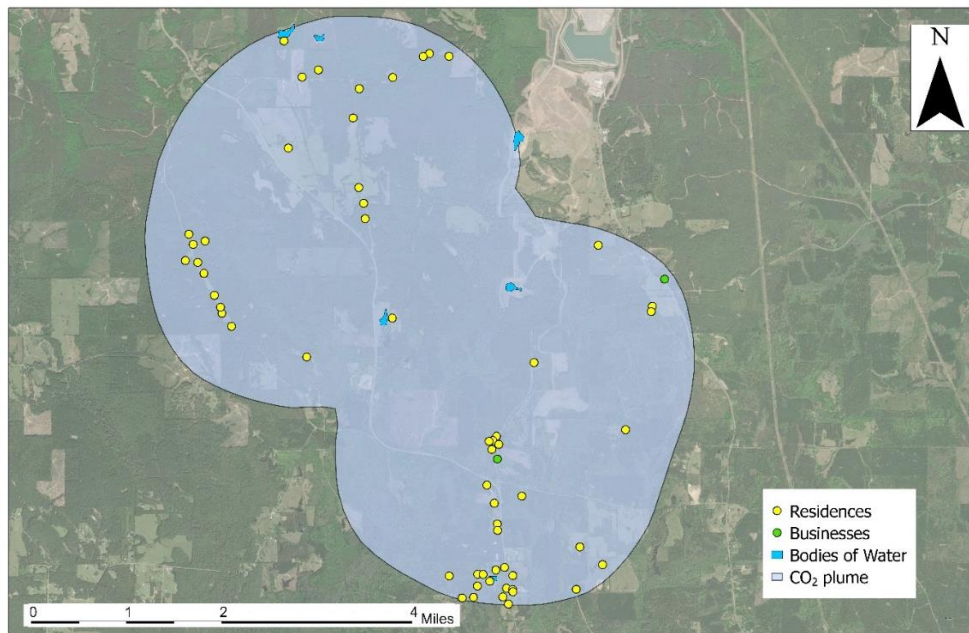 N
Residences
Businesses
Bodies of Water
CO₂ plume
0 1 2 4
Miles